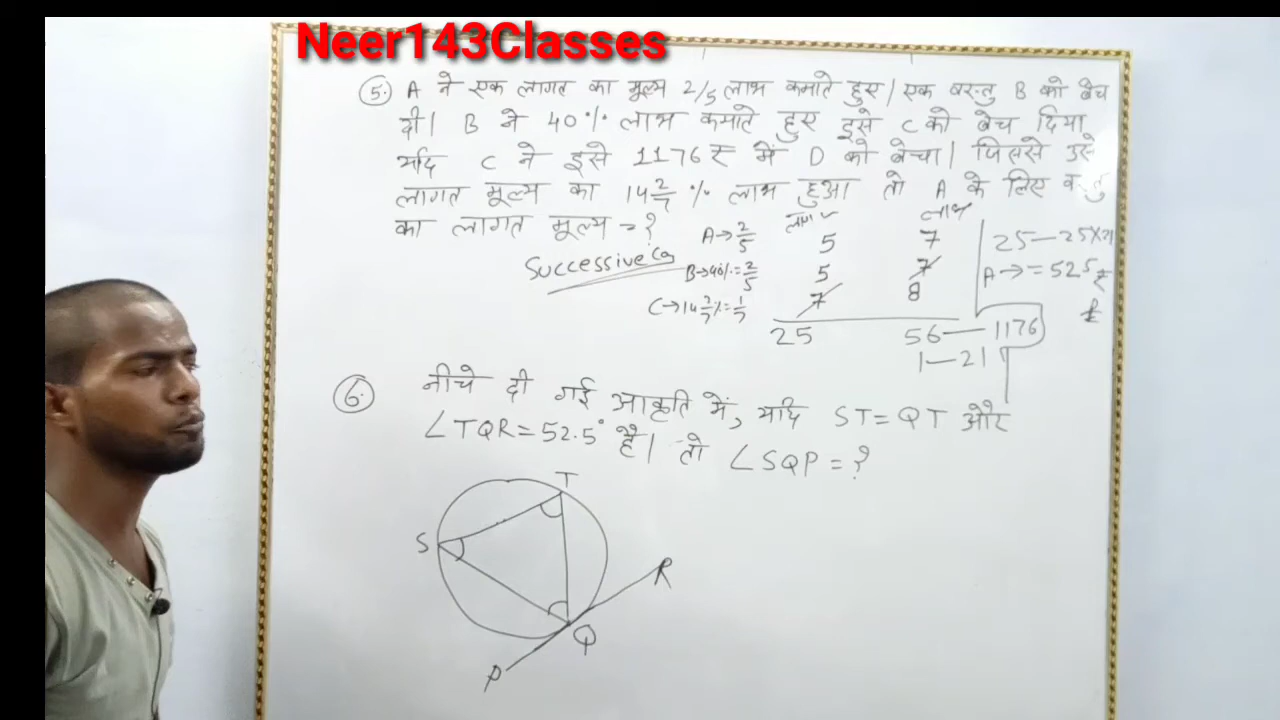 Neer143Classes
5. A ने एक लागत का मूल्य 2/5 लाभ कमाते हुए। एक वस्तु B को बेच
दी। B ने 40% लाभ कमाते हुए इसे C को बेच दिया
यदि C ने इसे 1176₹ में D को बेचा। जिससे उसे
लागत मूल्य का 14 2/7 % लाभ हुआ तो A के लिए वस्तु
का लागत मूल्य = ?
Successive
लाभ
A→2/5 5 7
B→40%=2/5 5 7
C→14 2/7%=1/7 7 8
25 56—1176
1—21
25—25×21
A→=525₹
6. नीचे दी गई आकृति में, यदि ST=QT और
∠TQR=52.5° है। तो ∠SQP=?
T
S
R
Q
P